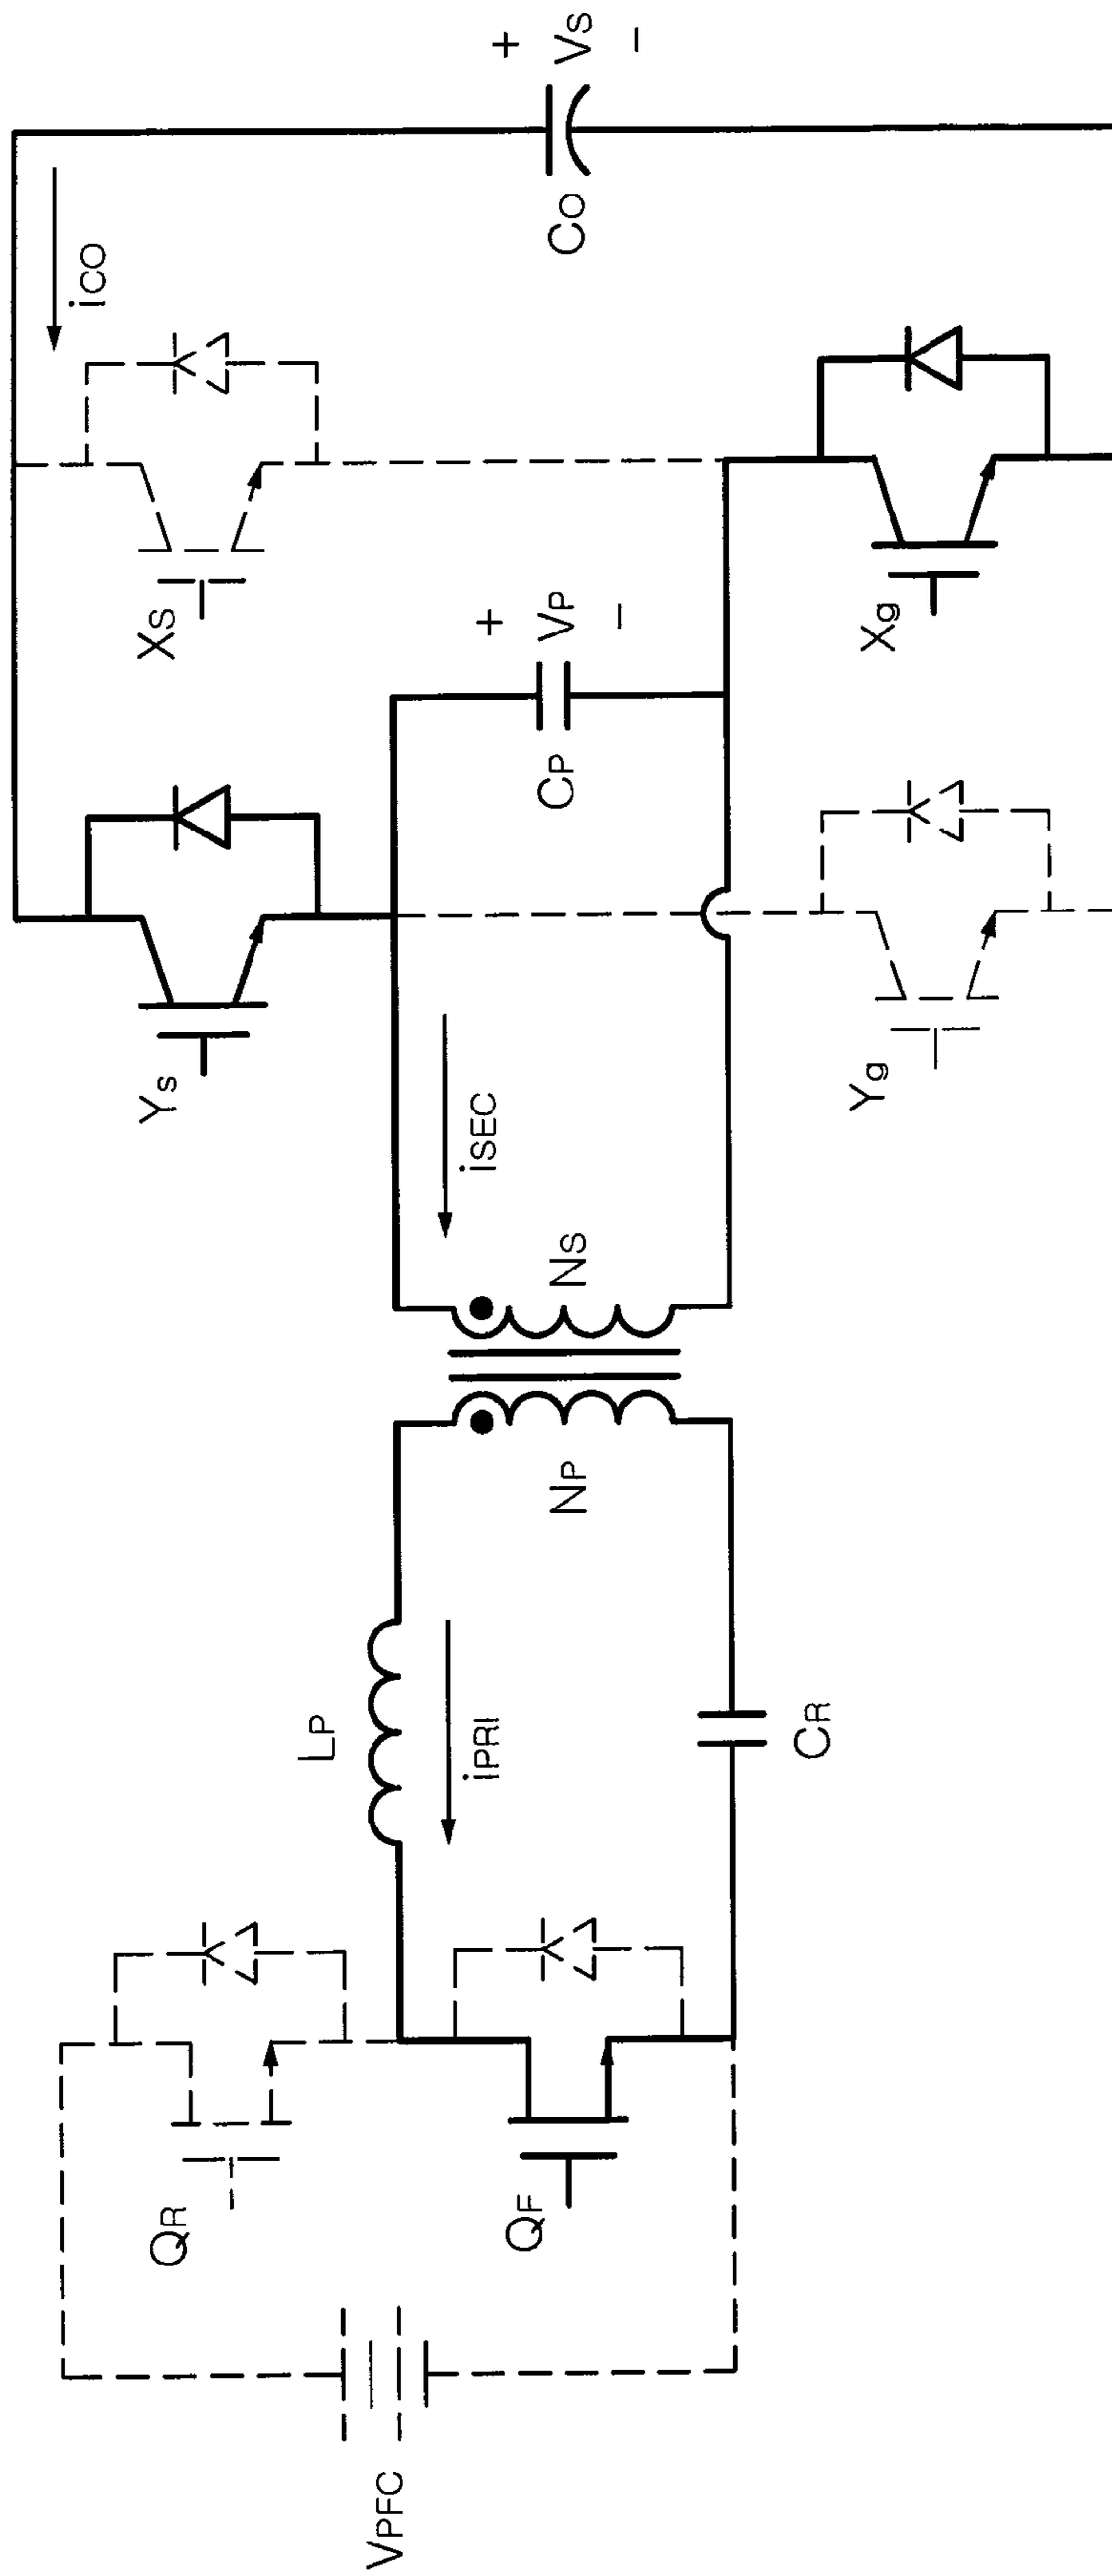 +
VS
−
CO
iCO
XS
+
VP
−
CP
Xg
Ys
Yg
iSEC
NS
NP
LP
iPRI
CR
QR
QF
VPFC